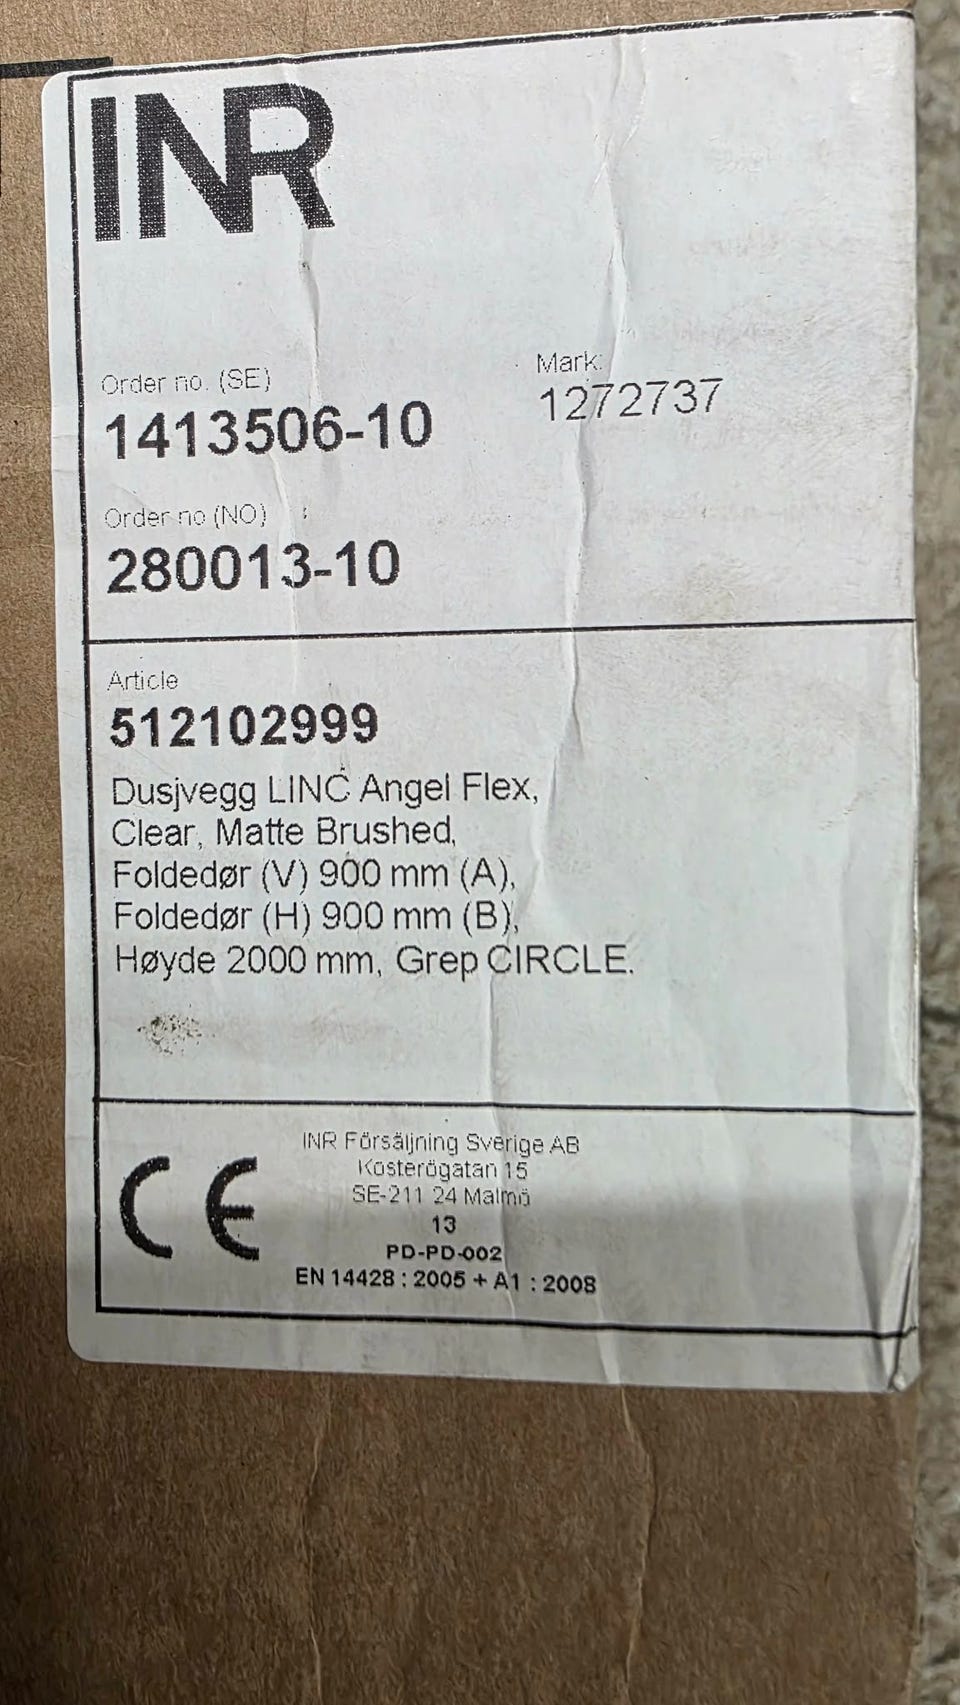 INR
Order no. (SE)
1413506-10
Mark:
1272737
Order no (NO)
280013-10
Article
512102999
Dusjvegg LINC Angel Flex,
Clear, Matte Brushed,
Foldedør (V) 900 mm (A),
Foldedør (H) 900 mm (B),
Høyde 2000 mm, Grep CIRCLE.
CE
INR Försäljning Sverige AB
Kosterögatan 15
SE-211 24 Malmö
13
PD-PD-002
EN 14428 : 2005 + A1 : 2008